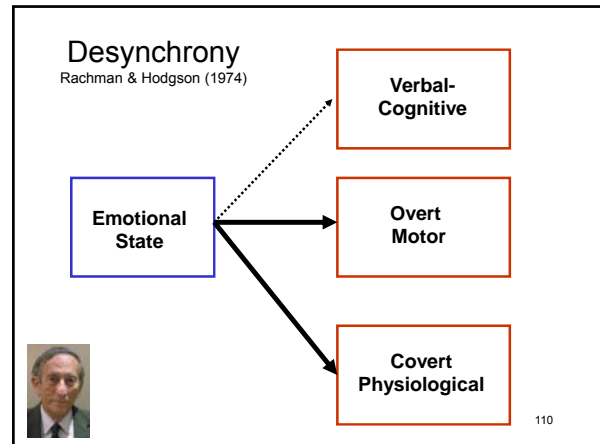 Desynchrony
Rachman & Hodgson (1974)
Verbal-
Cognitive
Emotional
State
Overt
Motor
Covert
Physiological
110